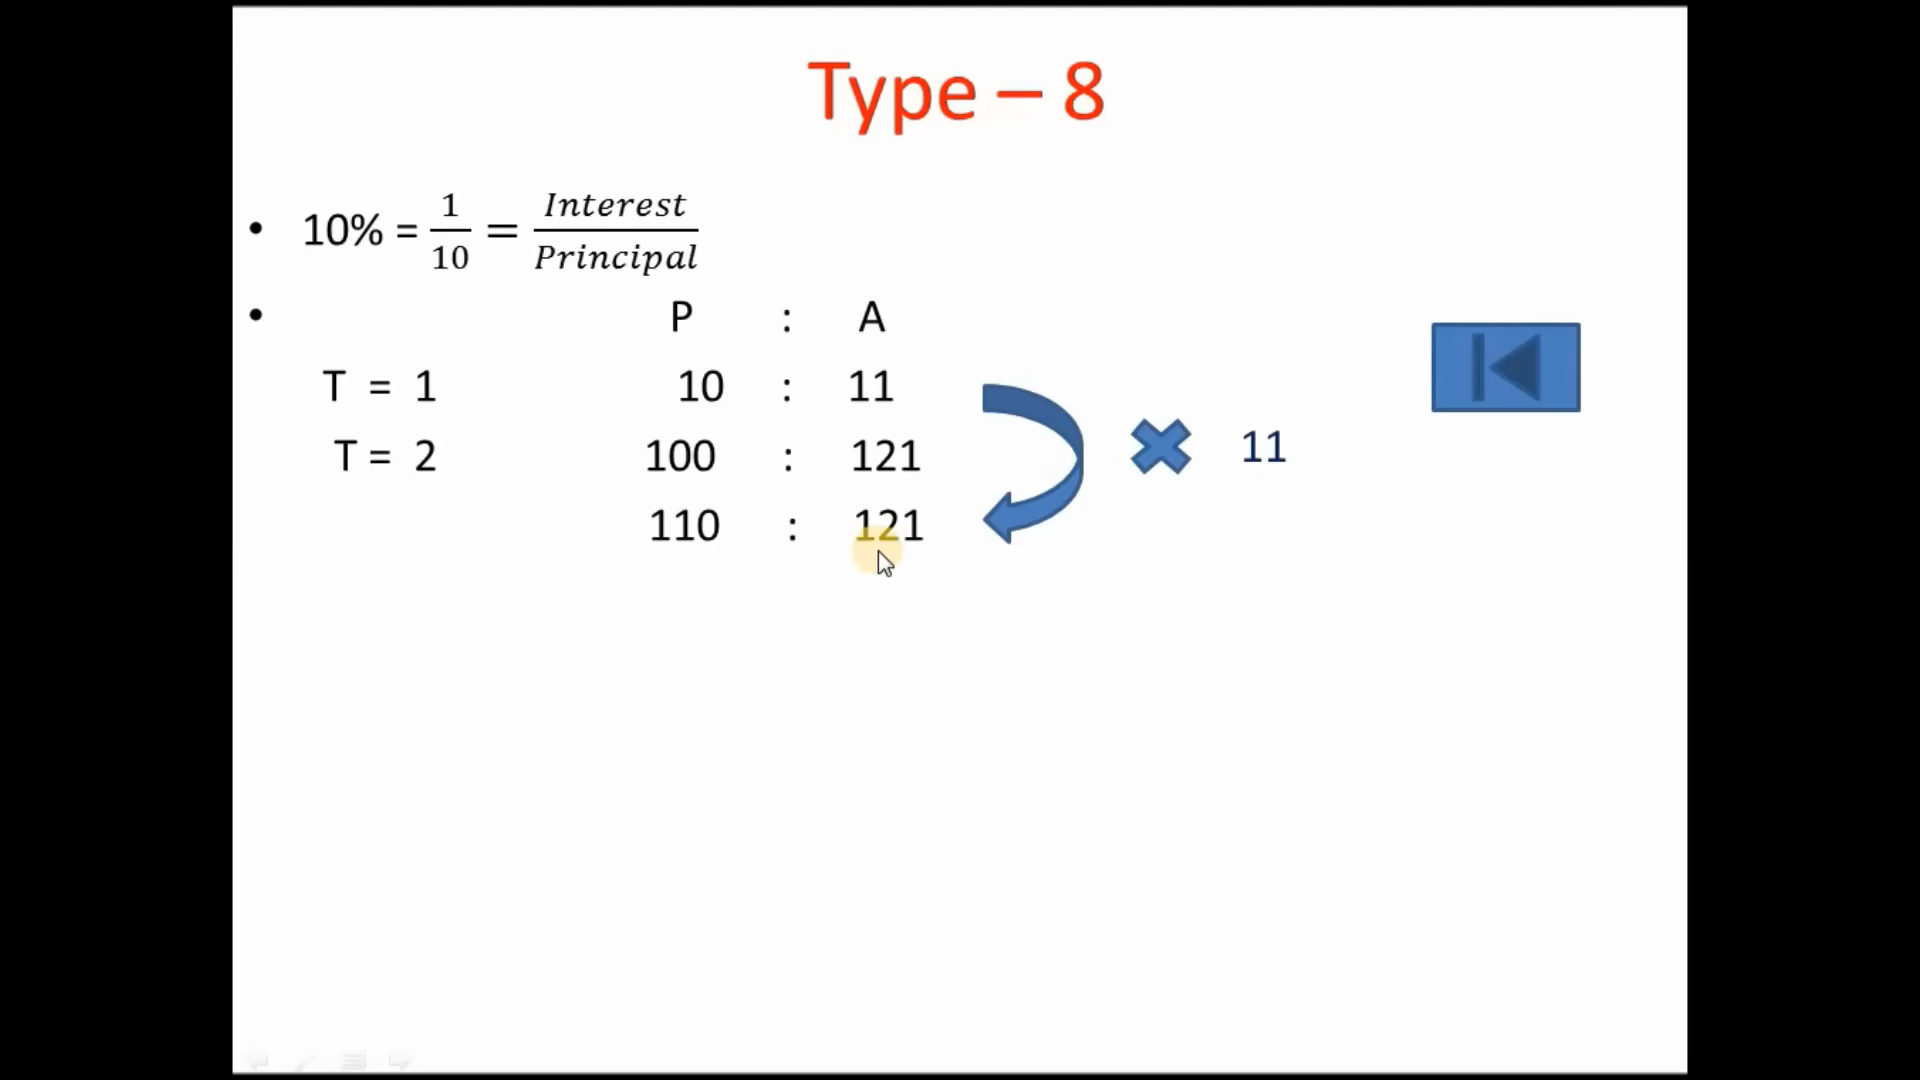 Type – 8
• 10% = 1/10 = Interest/Principal
• P : A
T = 1 10 : 11
T = 2 100 : 121
110 : 121
11